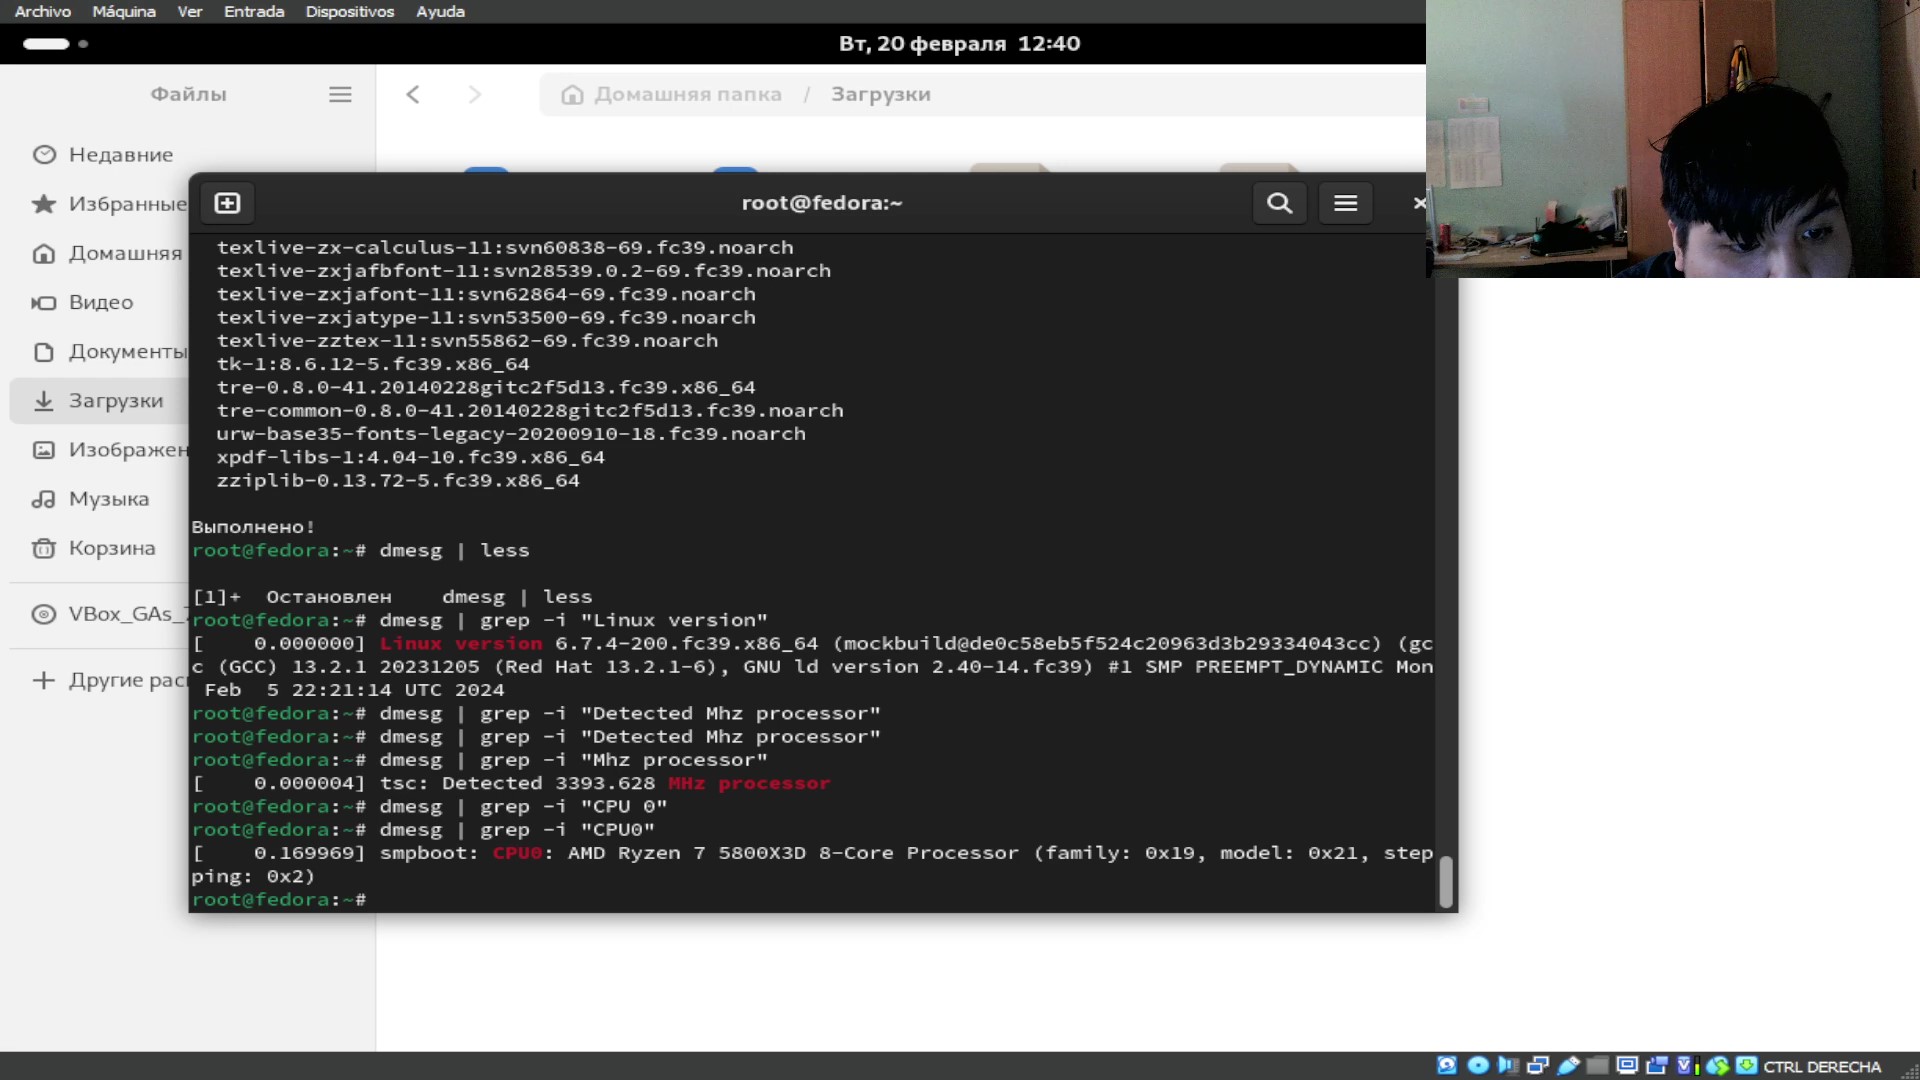 Archivo Máquina Ver Entrada Dispositivos Ayuda
Вт, 20 февраля 12:40
Файлы
Домашняя папка / Загрузки
Недавние
Избранные
Домашняя
Видео
Документы
Загрузки
Изображен
Музыка
Корзина
VBox_GAs_
Другие рас
root@fedora:~
texlive-zx-calculus-11:svn60838-69.fc39.noarch
texlive-zxjafbfont-11:svn28539.0.2-69.fc39.noarch
texlive-zxjafont-11:svn62864-69.fc39.noarch
texlive-zxjatype-11:svn53500-69.fc39.noarch
texlive-zztex-11:svn55862-69.fc39.noarch
tk-1:8.6.12-5.fc39.x86_64
tre-0.8.0-41.20140228gitc2f5d13.fc39.x86_64
tre-common-0.8.0-41.20140228gitc2f5d13.fc39.noarch
urw-base35-fonts-legacy-20200910-18.fc39.noarch
xpdf-libs-1:4.04-10.fc39.x86_64
zziplib-0.13.72-5.fc39.x86_64
Выполнено!
root@fedora:~# dmesg | less
[1]+  Остановлен    dmesg | less
root@fedora:~# dmesg | grep -i "Linux version"
[    0.000000] Linux version 6.7.4-200.fc39.x86_64 (mockbuild@de0c58eb5f524c20963d3b29334043cc) (gc
c (GCC) 13.2.1 20231205 (Red Hat 13.2.1-6), GNU ld version 2.40-14.fc39) #1 SMP PREEMPT_DYNAMIC Mon
Feb  5 22:21:14 UTC 2024
root@fedora:~# dmesg | grep -i "Detected Mhz processor"
root@fedora:~# dmesg | grep -i "Detected Mhz processor"
root@fedora:~# dmesg | grep -i "Mhz processor"
[    0.000004] tsc: Detected 3393.628 MHz processor
root@fedora:~# dmesg | grep -i "CPU 0"
root@fedora:~# dmesg | grep -i "CPU0"
[    0.169969] smpboot: CPU0: AMD Ryzen 7 5800X3D 8-Core Processor (family: 0x19, model: 0x21, step
ping: 0x2)
root@fedora:~#
CTRL DERECHA